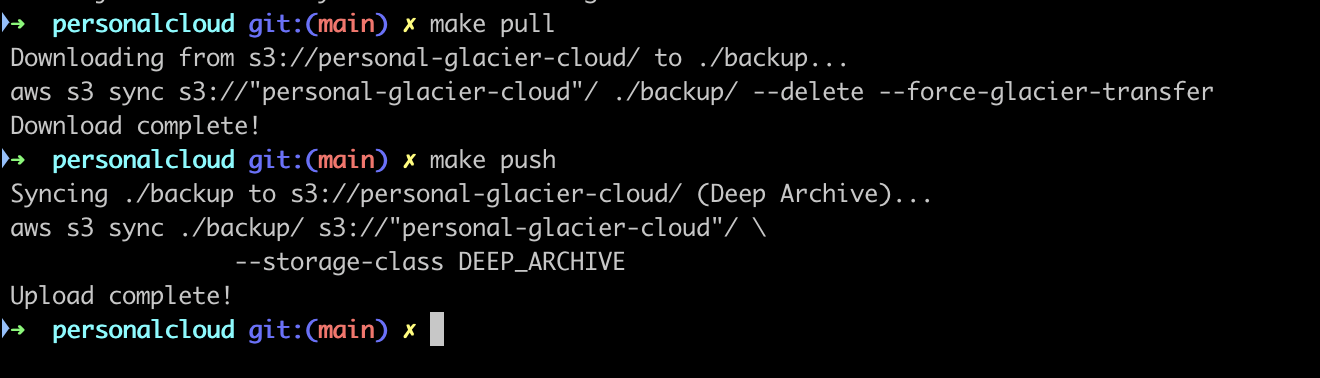 ➜ personalcloud git:(main) ✗ make pull
Downloading from s3://personal-glacier-cloud/ to ./backup...
aws s3 sync s3://"personal-glacier-cloud"/ ./backup/ --delete --force-glacier-transfer
Download complete!
➜ personalcloud git:(main) ✗ make push
Syncing ./backup to s3://personal-glacier-cloud/ (Deep Archive)...
aws s3 sync ./backup/ s3://"personal-glacier-cloud"/ \
--storage-class DEEP_ARCHIVE
Upload complete!
➜ personalcloud git:(main) ✗